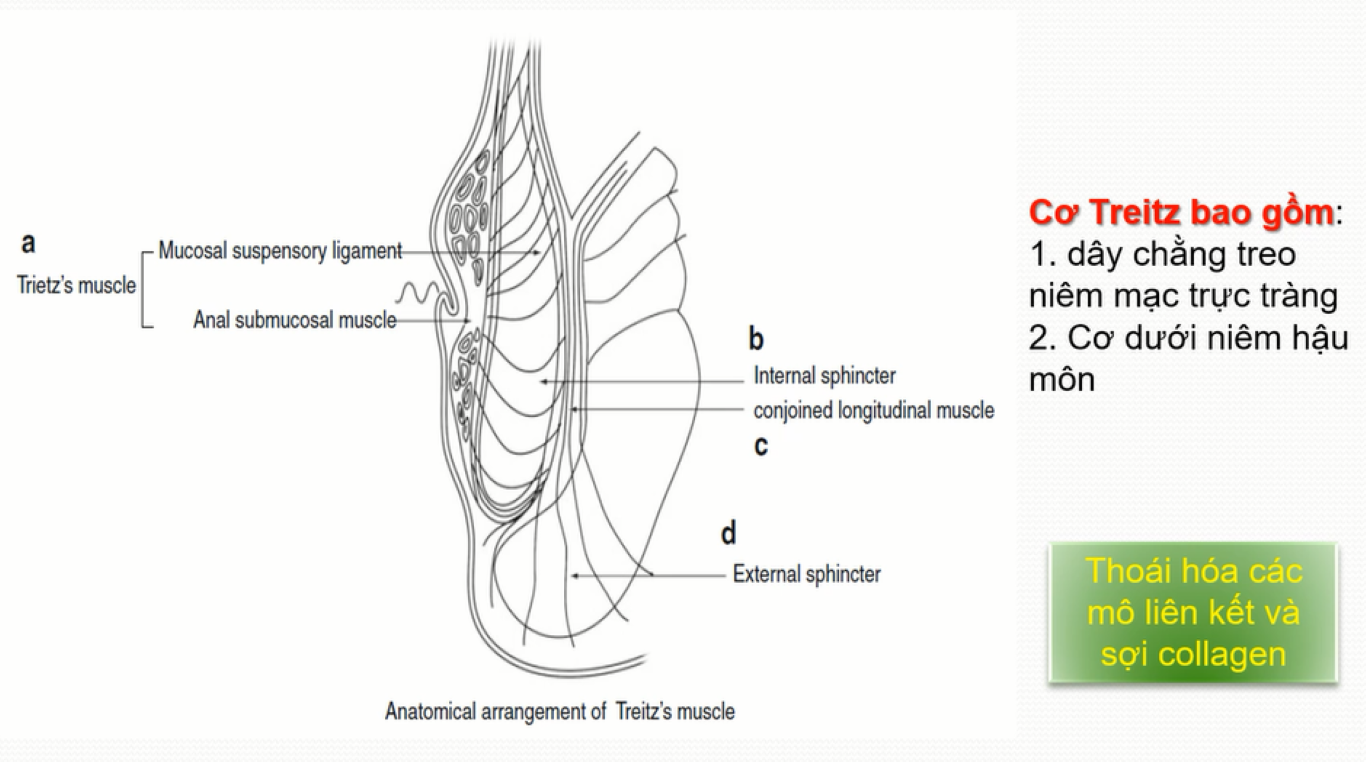 a
Trietz's muscle
Mucosal suspensory ligament
Anal submucosal muscle
b
Internal sphincter
conjoined longitudinal muscle
c
d
External sphincter
Anatomical arrangement of Treitz's muscle
Cơ Treitz bao gồm:
1. dây chằng treo
niêm mạc trực tràng
2. Cơ dưới niêm hậu
môn
Thoái hóa các
mô liên kết và
sợi collagen